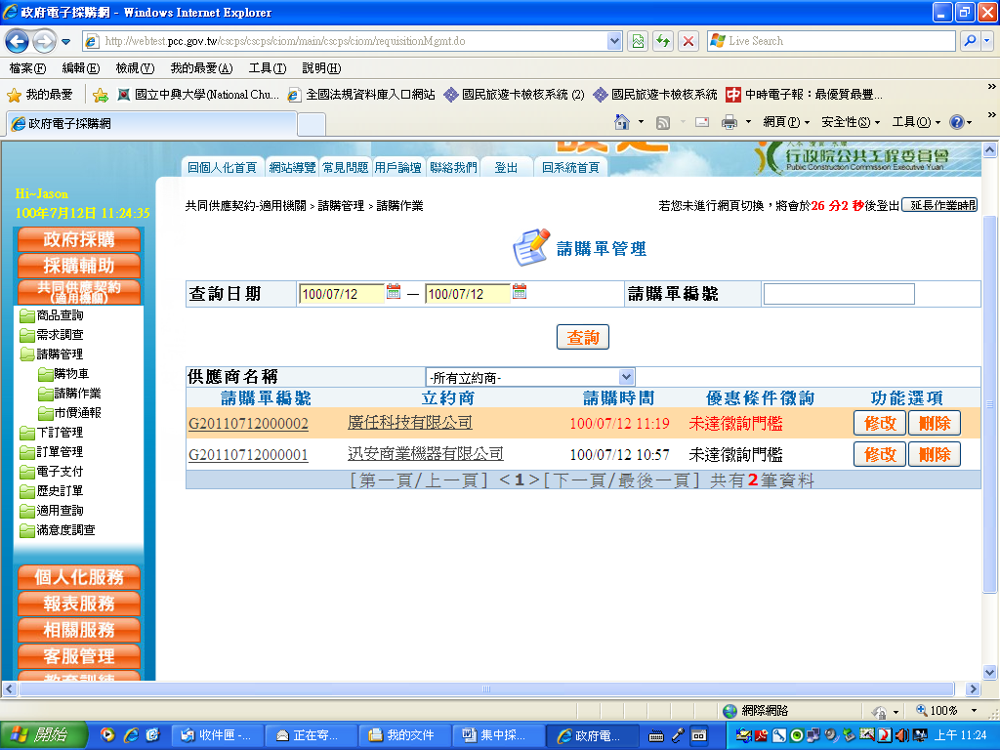 政府電子採購網 - Windows Internet Explorer
http://webtest.pcc.gov.tw/cscps/cscps/ciom/main/cscps/ciom/requisitionMgmt.do
Live Search
檔案(F) 編輯(E) 檢視(V) 我的最愛(A) 工具(T) 說明(H)
我的最愛 國立中興大學(National Chu... 全國法規資料庫入口網站 國民旅遊卡檢核系統 (2) 國民旅遊卡檢核系統 中時電子報：最優質最豐...
政府電子採購網
網頁(P) 安全性(S) 工具(O)
行政院公共工程委員會
Public Construction Commission Executive Yuan
回個人化首頁 網站導覽 常見問題 用戶論壇 聯絡我們 登出 回系統首頁
Hi~Jason
100年7月12日 11:24:35
共同供應契約-適用機關 > 請購管理 > 請購作業
若您未進行網頁切換，將會於26 分2 秒後登出 延長作業時間
政府採購
採購輔助
共同供應契約
(適用機關)
商品查詢
需求調查
請購管理
購物車
請購作業
市價通報
下訂管理
訂單管理
電子支付
歷史訂單
適用查詢
滿意度調查
個人化服務
報表服務
相關服務
客服管理
教育訓練
請購單管理
查詢日期 100/07/12 — 100/07/12 請購單編號
查詢
供應商名稱 -所有立約商-
請購單編號 立約商 請購時間 優惠條件徵詢 功能選項
G20110712000002 廣任科技有限公司 100/07/12 11:19 未達徵詢門檻 修改 刪除
G20110712000001 迅安商業機器有限公司 100/07/12 10:57 未達徵詢門檻 修改 刪除
[第一頁/上一頁] <1>[下一頁/最後一頁] 共有2筆資料
網際網路 100%
開始 收件匣 -... 正在寄... 我的文件 集中採... 政府電... 上午 11:24